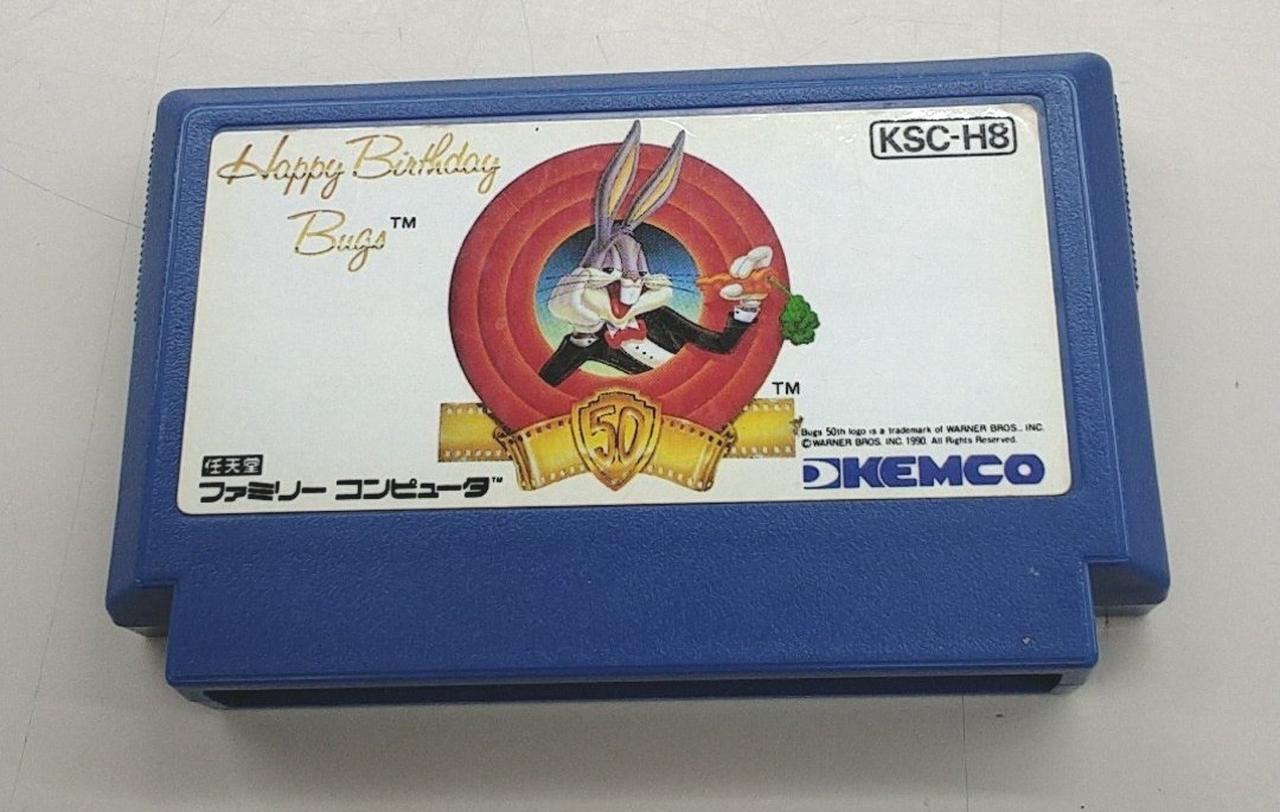 Happy Birthday
Bugs™
KSC-H8
50
TM
Bugs 50th logo is a trademark of WARNER BROS., INC.
©WARNER BROS. INC. 1990. All Rights Reserved.
KEMCO
任天堂
ファミリー コンピュータ™